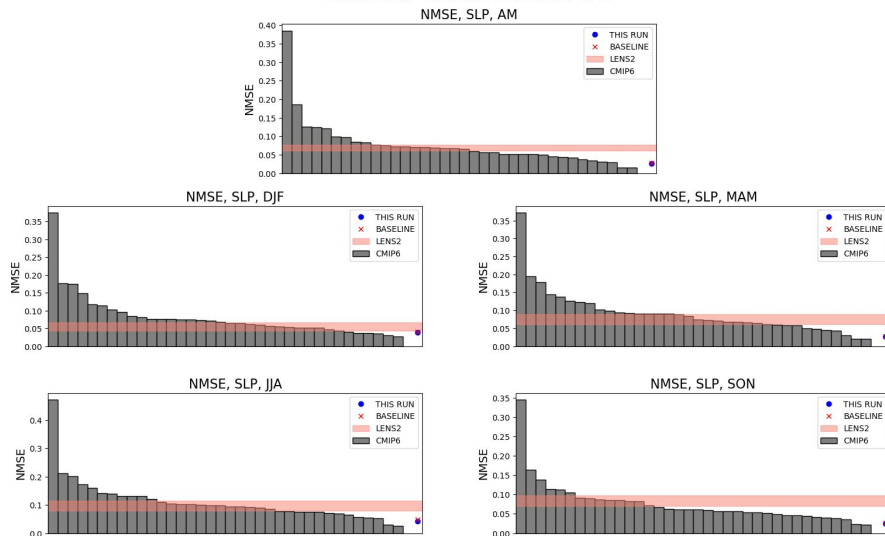 NMSE, SLP, AM
NMSE
0.40
0.35
0.30
0.25
0.20
0.15
0.10
0.05
0.00
THIS RUN
BASELINE
LENS2
CMIP6
NMSE, SLP, DJF
NMSE
0.35
0.30
0.25
0.20
0.15
0.10
0.05
0.00
THIS RUN
BASELINE
LENS2
CMIP6
NMSE, SLP, MAM
NMSE
0.35
0.30
0.25
0.20
0.15
0.10
0.05
0.00
THIS RUN
BASELINE
LENS2
CMIP6
NMSE, SLP, JJA
NMSE
0.4
0.3
0.2
0.1
0.0
THIS RUN
BASELINE
LENS2
CMIP6
NMSE, SLP, SON
NMSE
0.35
0.30
0.25
0.20
0.15
0.10
0.05
0.00
THIS RUN
BASELINE
LENS2
CMIP6